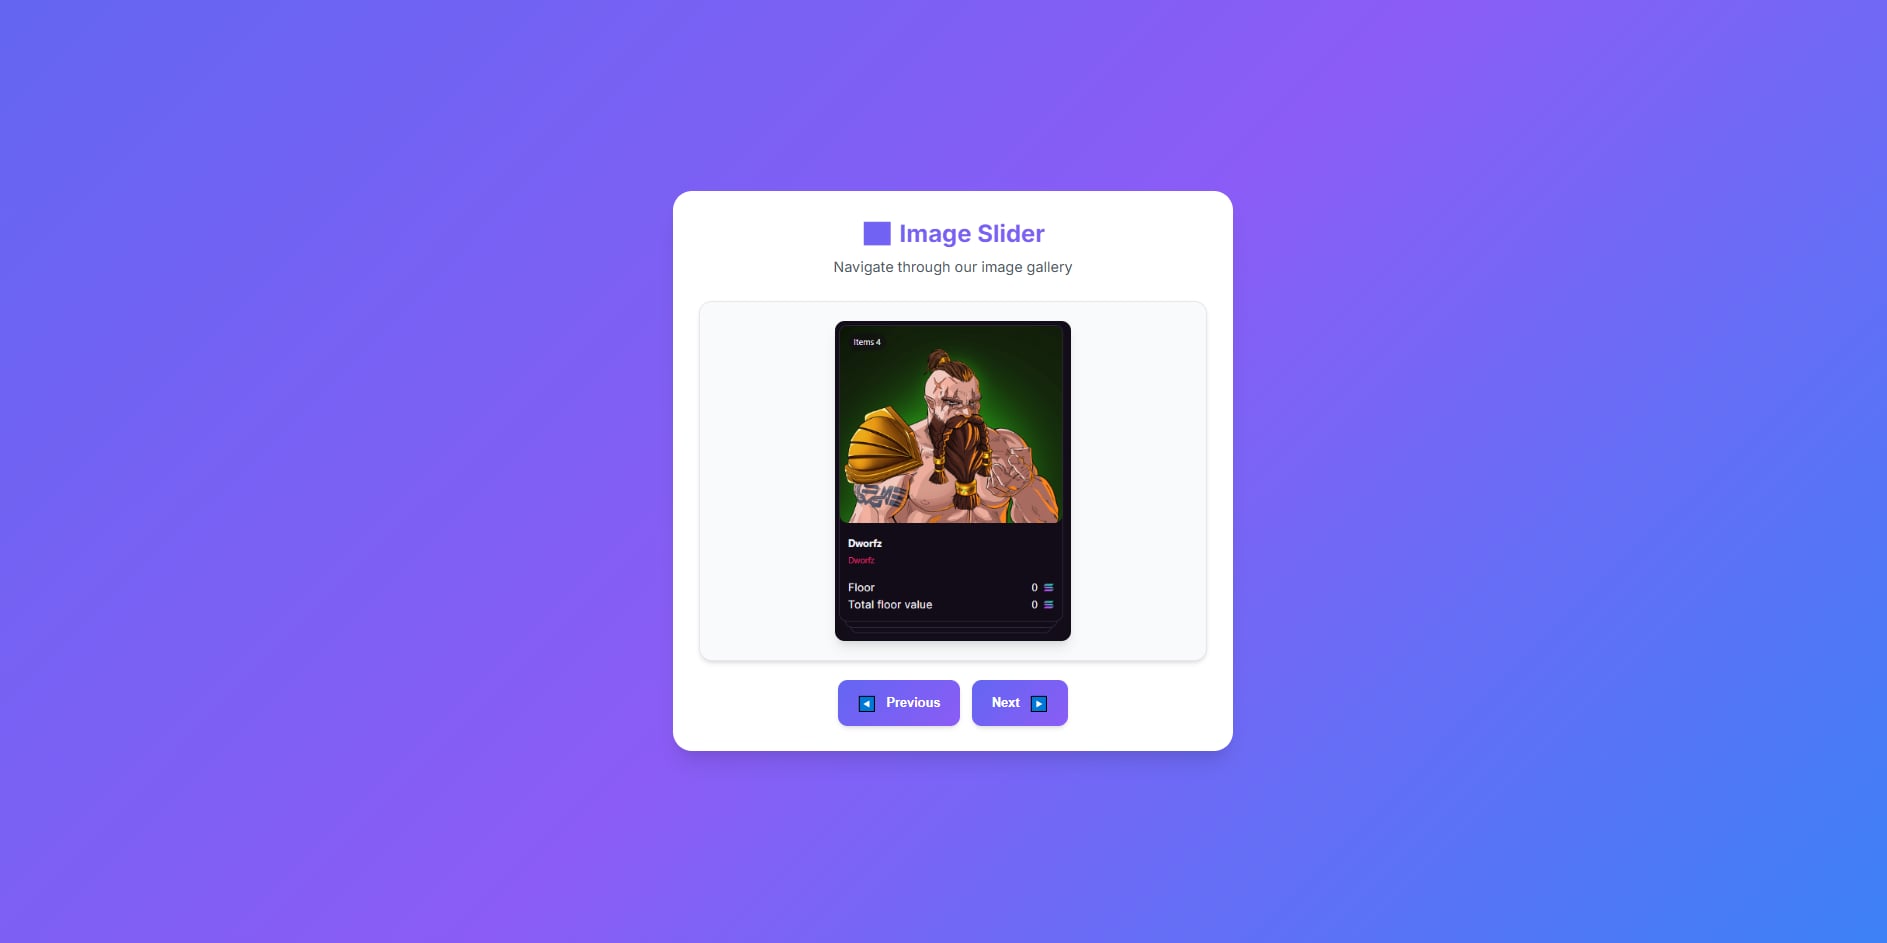 Image Slider
Navigate through our image gallery
Items 4
Dworfz
Dworfz
Floor 0
Total floor value 0
Previous Next